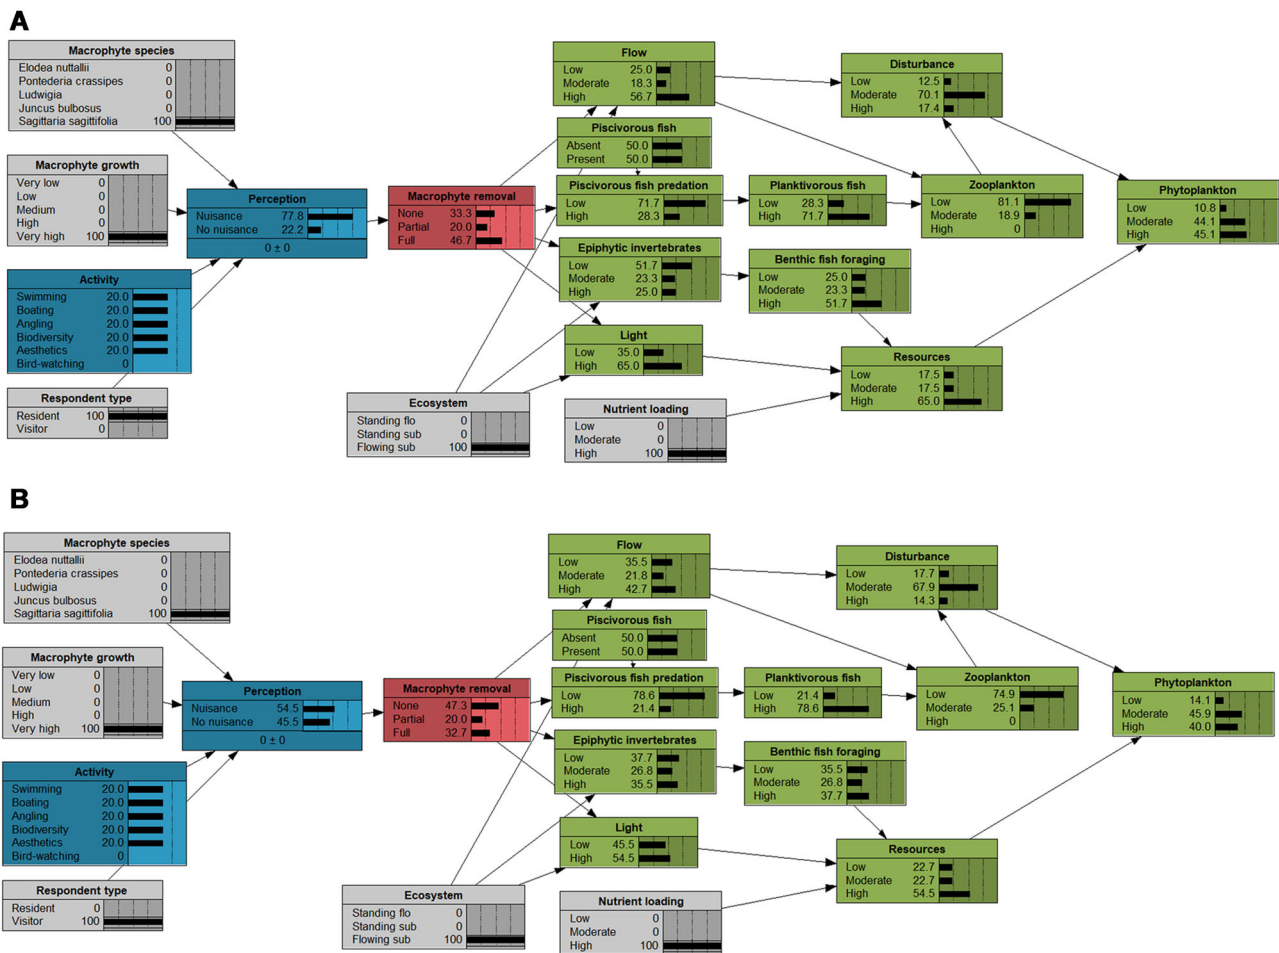 A
Macrophyte species
Elodea nuttallii 0
Pontederia crassipes 0
Ludwigia 0
Juncus bulbosus 0
Sagittaria sagittifolia 100
Macrophyte growth
Very low 0
Low 0
Medium 0
High 0
Very high 100
Activity
Swimming 20.0
Boating 20.0
Angling 20.0
Biodiversity 20.0
Aesthetics 20.0
Bird-watching 0
Respondent type
Resident 100
Visitor 0
Perception
Nuisance 77.8
No nuisance 22.2
0 ± 0
Macrophyte removal
None 33.3
Partial 20.0
Full 46.7
Ecosystem
Standing flo 0
Standing sub 0
Flowing sub 100
Flow
Low 25.0
Moderate 18.3
High 56.7
Piscivorous fish
Absent 50.0
Present 50.0
Piscivorous fish predation
Low 71.7
High 28.3
Epiphytic invertebrates
Low 51.7
Moderate 23.3
High 25.0
Light
Low 35.0
High 65.0
Nutrient loading
Low 0
Moderate 0
High 100
Planktivorous fish
Low 28.3
High 71.7
Benthic fish foraging
Low 25.0
Moderate 23.3
High 51.7
Disturbance
Low 12.5
Moderate 70.1
High 17.4
Zooplankton
Low 81.1
Moderate 18.9
High 0
Resources
Low 17.5
Moderate 17.5
High 65.0
Phytoplankton
Low 10.8
Moderate 44.1
High 45.1
B
Macrophyte species
Elodea nuttallii 0
Pontederia crassipes 0
Ludwigia 0
Juncus bulbosus 0
Sagittaria sagittifolia 100
Macrophyte growth
Very low 0
Low 0
Medium 0
High 0
Very high 100
Activity
Swimming 20.0
Boating 20.0
Angling 20.0
Biodiversity 20.0
Aesthetics 20.0
Bird-watching 0
Respondent type
Resident 0
Visitor 100
Perception
Nuisance 54.5
No nuisance 45.5
0 ± 0
Macrophyte removal
None 47.3
Partial 20.0
Full 32.7
Ecosystem
Standing flo 0
Standing sub 0
Flowing sub 100
Flow
Low 35.5
Moderate 21.8
High 42.7
Piscivorous fish
Absent 50.0
Present 50.0
Piscivorous fish predation
Low 78.6
High 21.4
Epiphytic invertebrates
Low 37.7
Moderate 26.8
High 35.5
Light
Low 45.5
High 54.5
Nutrient loading
Low 0
Moderate 0
High 100
Planktivorous fish
Low 21.4
High 78.6
Benthic fish foraging
Low 35.5
Moderate 26.8
High 37.7
Disturbance
Low 17.7
Moderate 67.9
High 14.3
Zooplankton
Low 74.9
Moderate 25.1
High 0
Resources
Low 22.7
Moderate 22.7
High 54.5
Phytoplankton
Low 14.1
Moderate 45.9
High 40.0